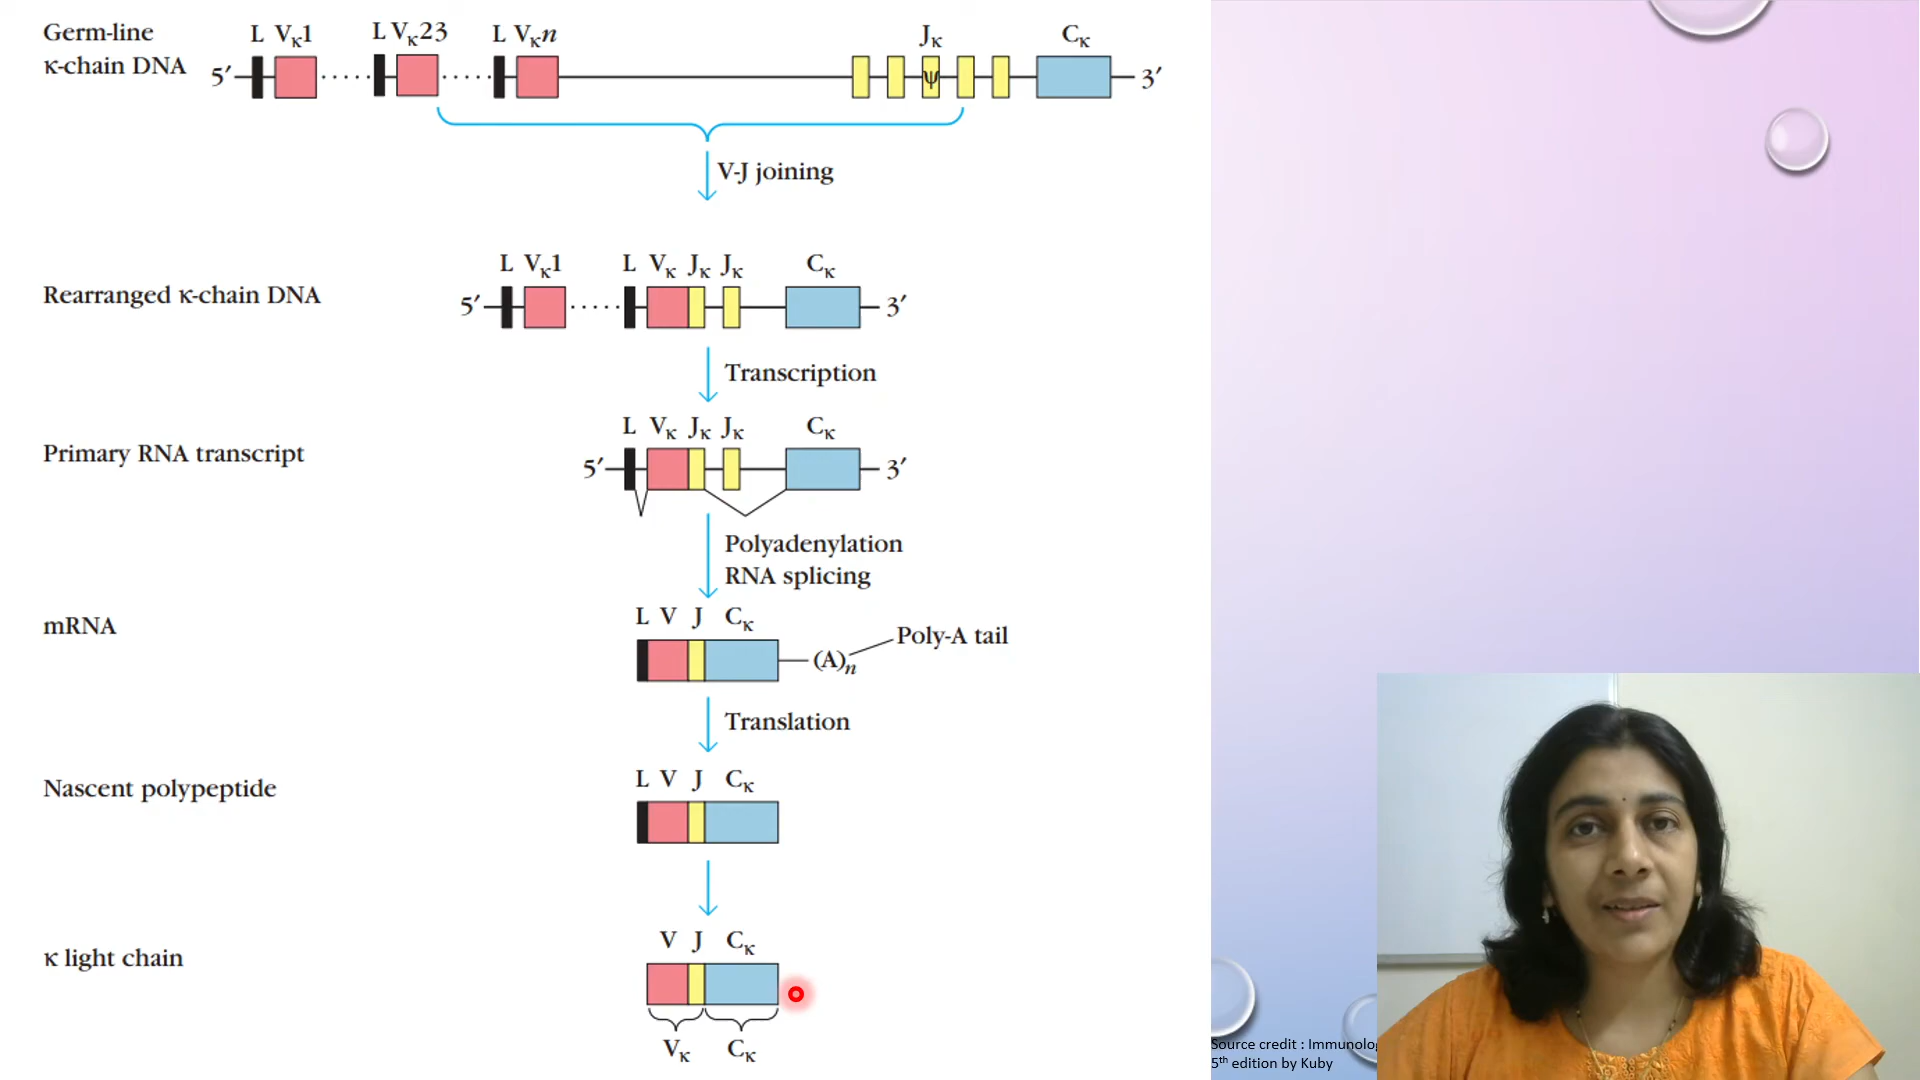 Germ-line
κ-chain DNA
L Vκ1 L Vκ23 L Vκn Jκ Cκ
5′ ψ 3′
V-J joining
L Vκ1 L Vκ Jκ Jκ Cκ
Rearranged κ-chain DNA
5′ 3′
Transcription
L Vκ Jκ Jκ Cκ
Primary RNA transcript
5′ 3′
Polyadenylation
RNA splicing
L V J Cκ
mRNA
(A)n
Poly-A tail
Translation
L V J Cκ
Nascent polypeptide
V J Cκ
κ light chain
Vκ Cκ
Source credit :
5th edition by Kuby